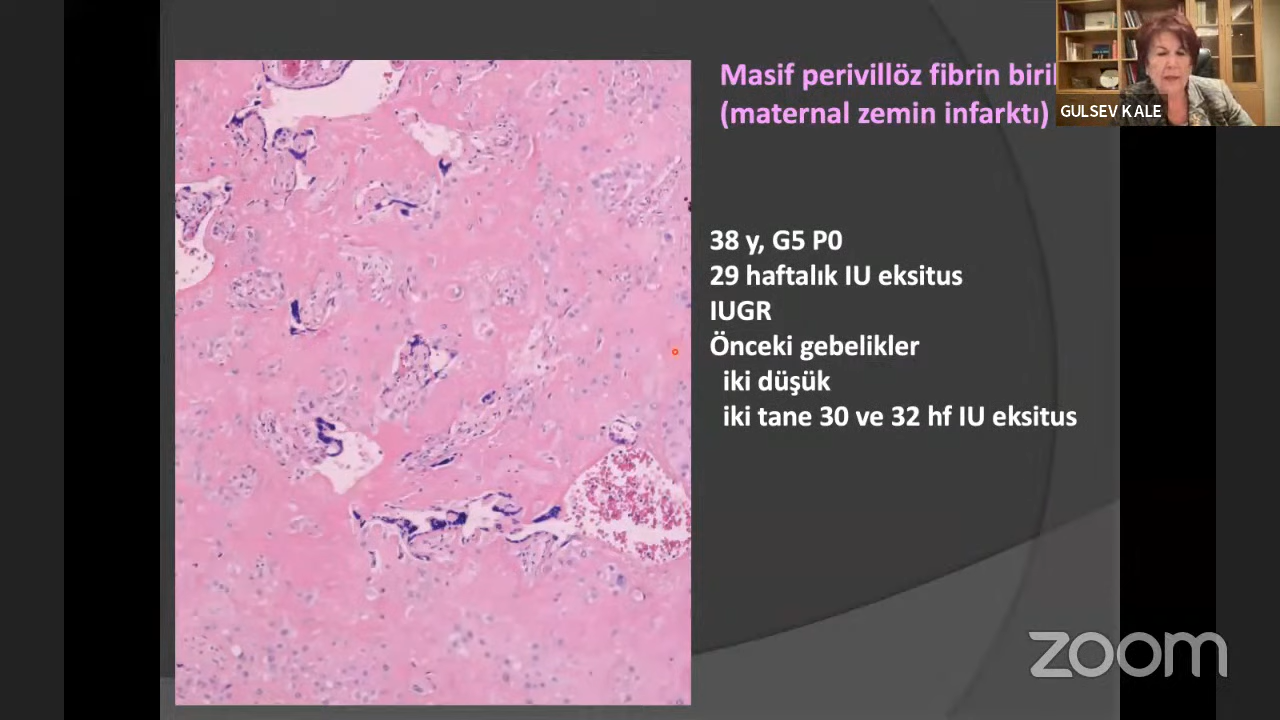 Masif perivillöz fibrin
(maternal zemin infarktı)
GULSEV KALE
38 y, G5 P0
29 haftalık IU eksitus
IUGR
Önceki gebelikler
iki düşük
iki tane 30 ve 32 hf IU eksitus
zoom